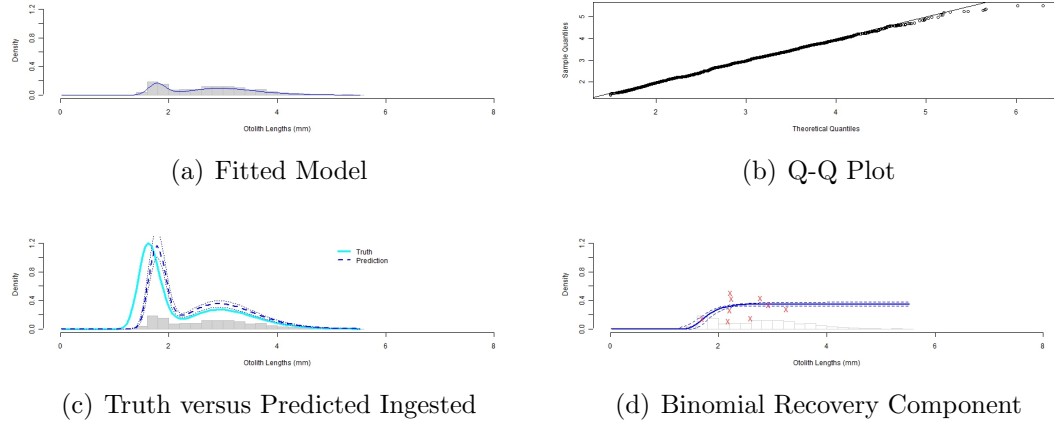 Density
0.0 0.4 0.8 1.2
0 2 4 6 8
Otolith Lengths (mm)
(a) Fitted Model
Sample Quantiles
2 3 4 5
2 3 4 5 6
Theoretical Quantiles
(b) Q-Q Plot
Density
0.0 0.4 0.8 1.2
Truth
Prediction
0 2 4 6 8
Otolith Lengths (mm)
(c) Truth versus Predicted Ingested
Density
0.0 0.4 0.8 1.2
x x x x x x x x x
0 2 4 6 8
Otolith Lengths (mm)
(d) Binomial Recovery Component